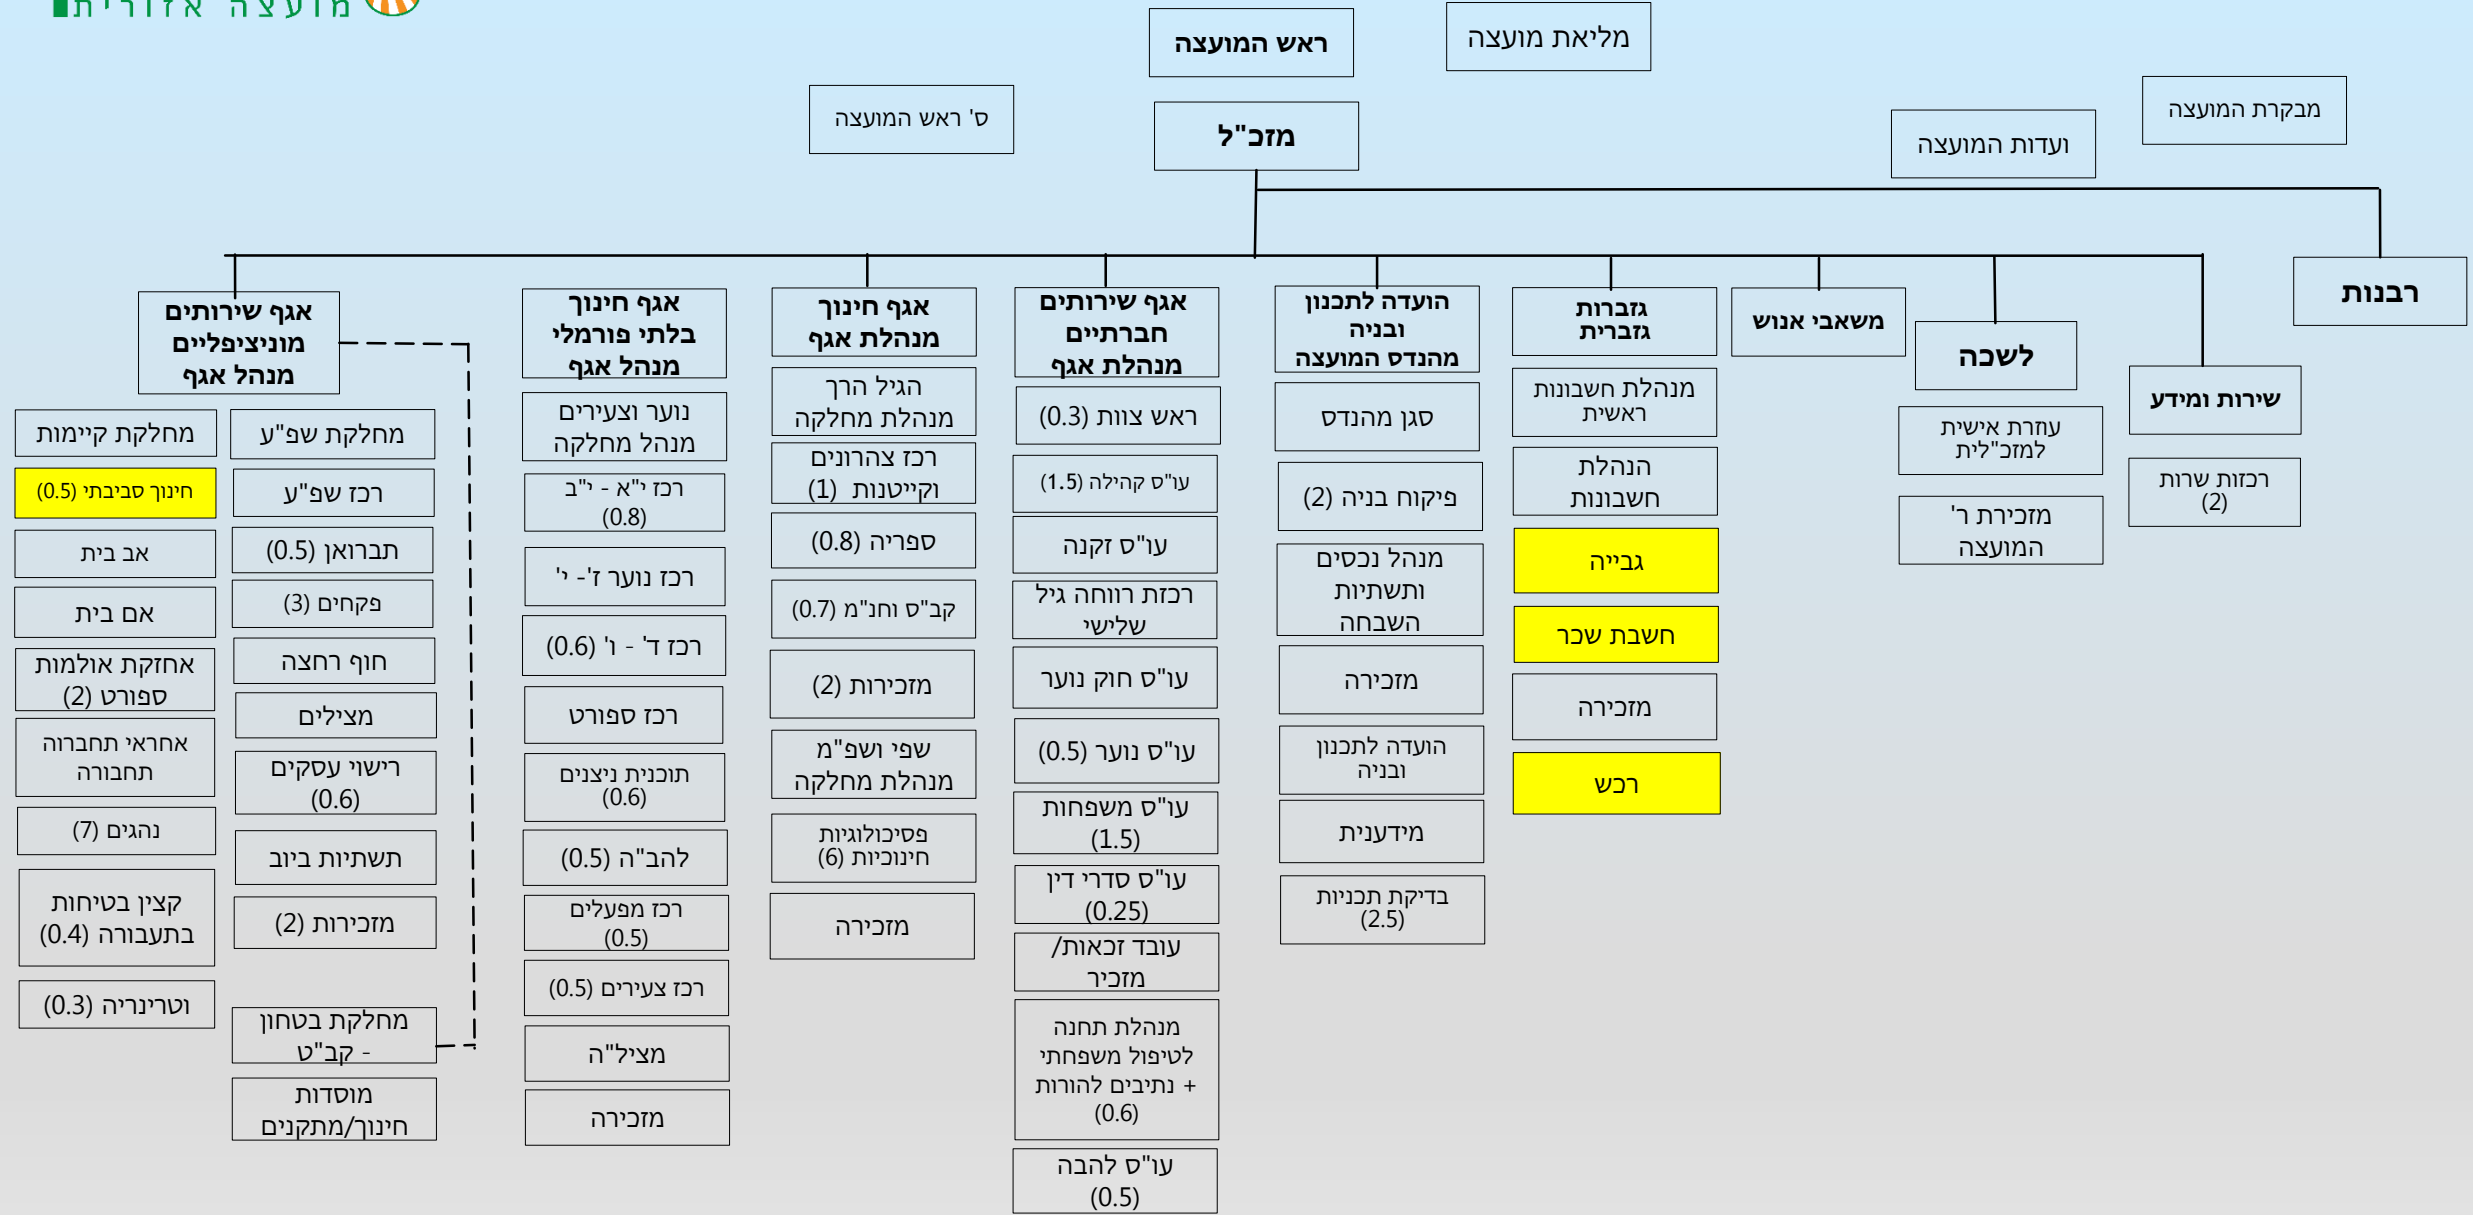 מועצה אזורית
ראש המועצה
מליאת מועצה
ס' ראש המועצה
מזכ"ל
ועדות המועצה
מבקרת המועצה
רבנות
שירות ומידע
רכזות שרות
(2)
לשכה
עוזרת אישית
למזכ"לית
מזכירת ר'
המועצה
משאבי אנוש
גזברות
גזברית
מנהלת חשבונות
ראשית
הנהלת
חשבונות
גבייה
חשבת שכר
מזכירה
רכש
הועדה לתכנון
ובניה
מהנדס המועצה
סגן מהנדס
פיקוח בניה (2)
מנהל נכסים
ותשתיות
השבחה
מזכירה
הועדה לתכנון
ובניה
מידענית
בדיקת תכניות
(2.5)
אגף שירותים
חברתיים
מנהלת אגף
ראש צוות (0.3)
עו"ס קהילה (1.5)
עו"ס זקנה
רכזת רווחה גיל
שלישי
עו"ס חוק נוער
עו"ס נוער (0.5)
עו"ס משפחות
(1.5)
עו"ס סדרי דין
(0.25)
עובד זכאות/
מזכיר
מנהלת תחנה
לטיפול משפחתי
+ נתיבים להורות
(0.6)
עו"ס להבה
(0.5)
אגף חינוך
מנהלת אגף
הגיל הרך
מנהלת מחלקה
רכז צהרונים
וקייטנות (1)
ספריה (0.8)
קב"ס וחנ"מ (0.7)
מזכירות (2)
שפי ושפ"מ
מנהלת מחלקה
פסיכולוגיות
חינוכיות (6)
מזכירה
אגף חינוך
בלתי פורמלי
מנהל אגף
נוער וצעירים
מנהל מחלקה
רכז י"א - י"ב
(0.8)
רכז נוער ז'- י'
רכז ד' - ו' (0.6)
רכז ספורט
תוכנית ניצנים
(0.6)
להב"ה (0.5)
רכז מפעלים
(0.5)
רכז צעירים (0.5)
מציל"ה
מזכירה
אגף שירותים
מוניציפליים
מנהל אגף
מחלקת שפ"ע
רכז שפ"ע
תברואן (0.5)
פקחים (3)
חוף רחצה
מצילים
רישוי עסקים
(0.6)
תשתיות ביוב
מזכירות (2)
מחלקת בטחון
- קב"ט
מוסדות
חינוך/מתקנים
מחלקת קיימות
חינוך סביבתי (0.5)
אב בית
אם בית
אחזקת אולמות
ספורט (2)
אחראי תחברוה
תחבורה
נהגים (7)
קצין בטיחות
בתעבורה (0.4)
וטרינריה (0.3)